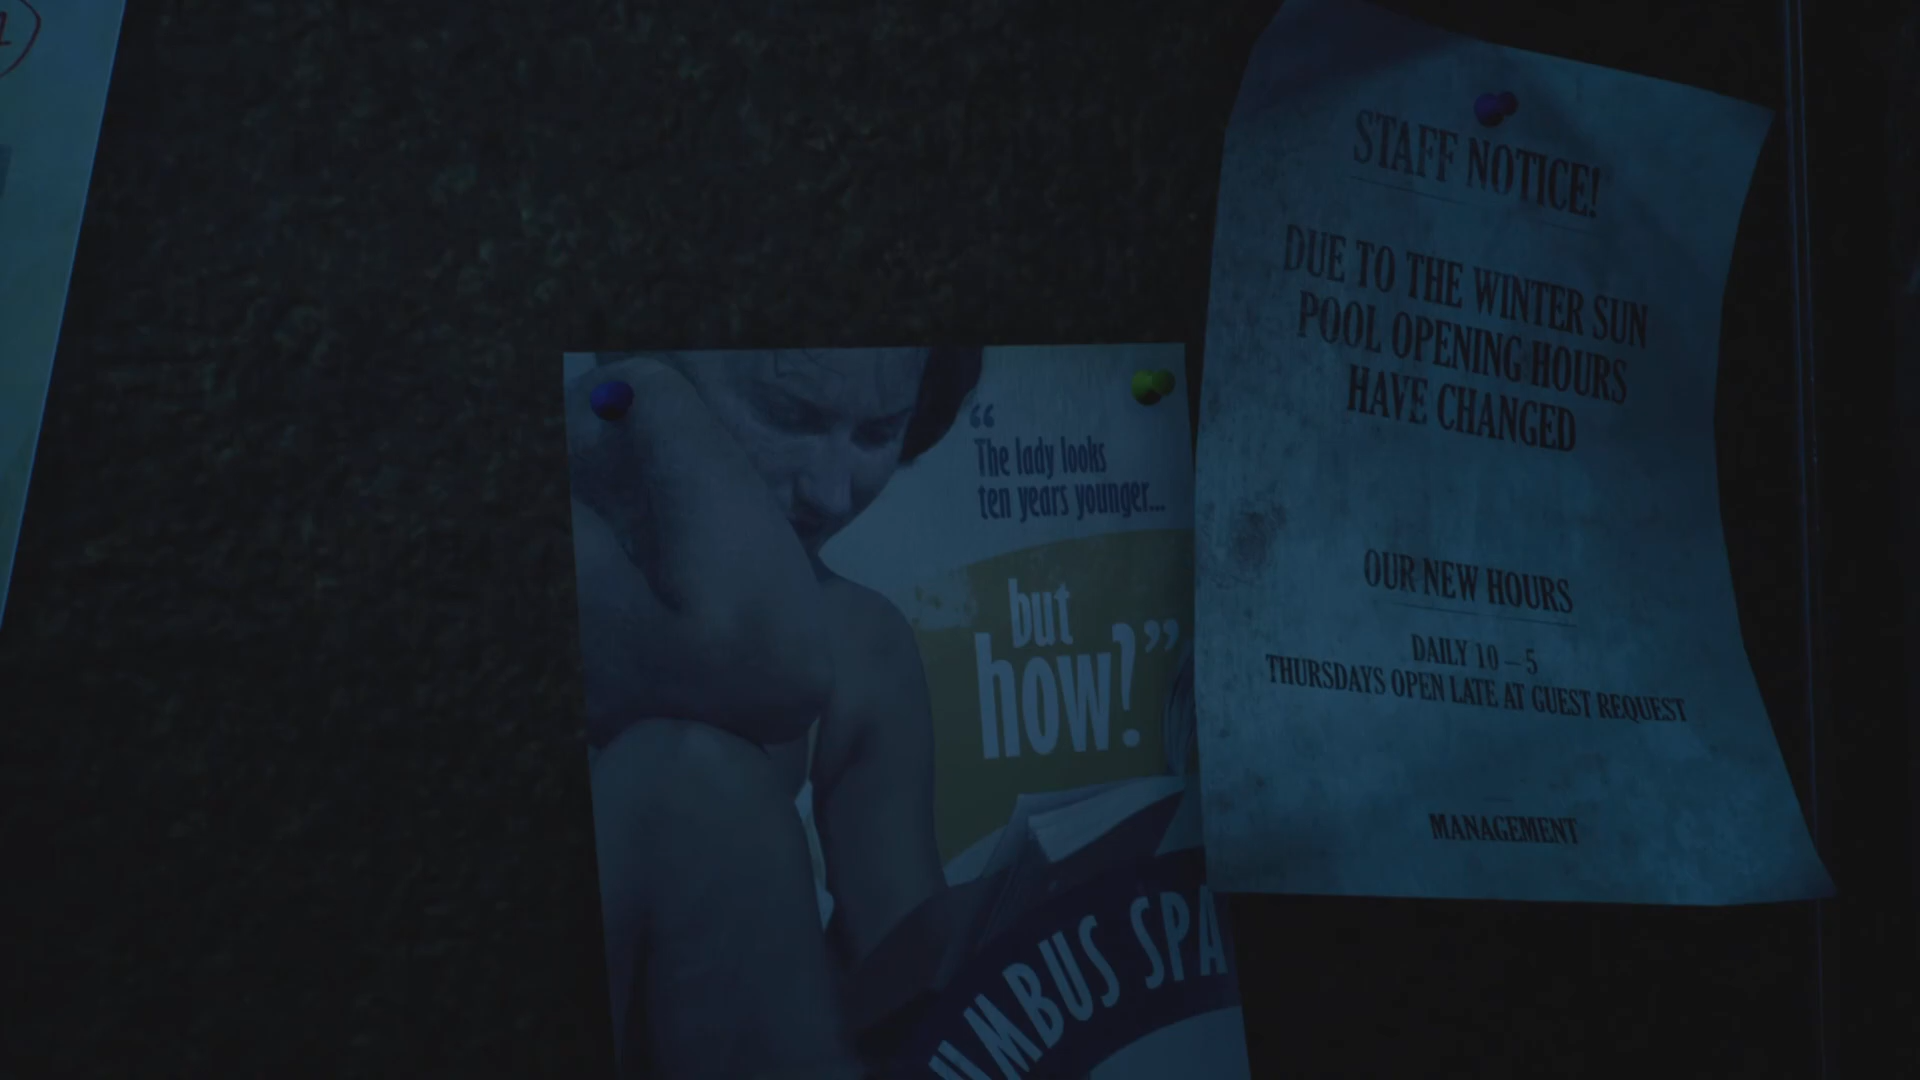 “
The lady looks
ten years younger...
but
how?”
SPA
STAFF NOTICE!
DUE TO THE WINTER SUN
POOL OPENING HOURS
HAVE CHANGED
OUR NEW HOURS
DAILY 10 – 5
THURSDAYS OPEN LATE AT GUEST REQUEST
MANAGEMENT